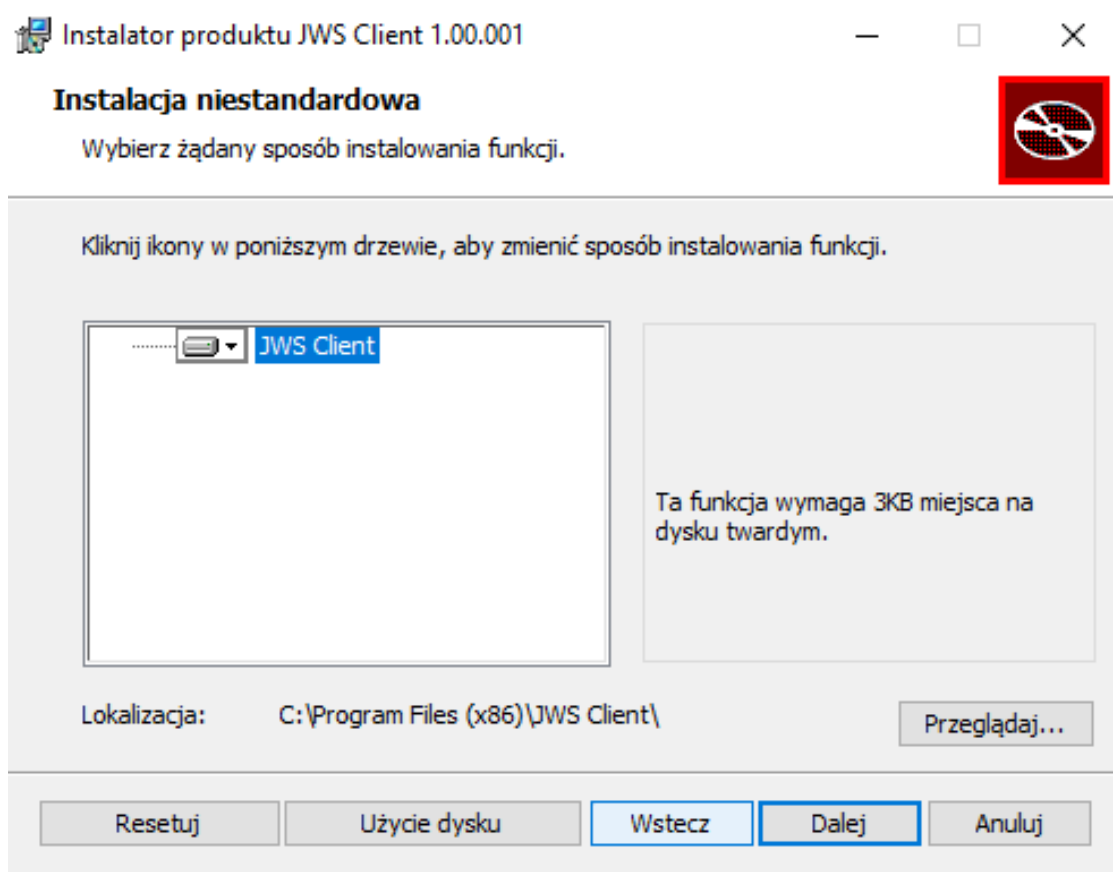 Instalator produktu JWS Client 1.00.001
Instalacja niestandardowa
Wybierz żądany sposób instalowania funkcji.
Kliknij ikony w poniższym drzewie, aby zmienić sposób instalowania funkcji.
JWS Client
Ta funkcja wymaga 3KB miejsca na
dysku twardym.
Lokalizacja: C:\Program Files (x86)\JWS Client\
Przeglądaj...
Resetuj Użycie dysku Wstecz Dalej Anuluj